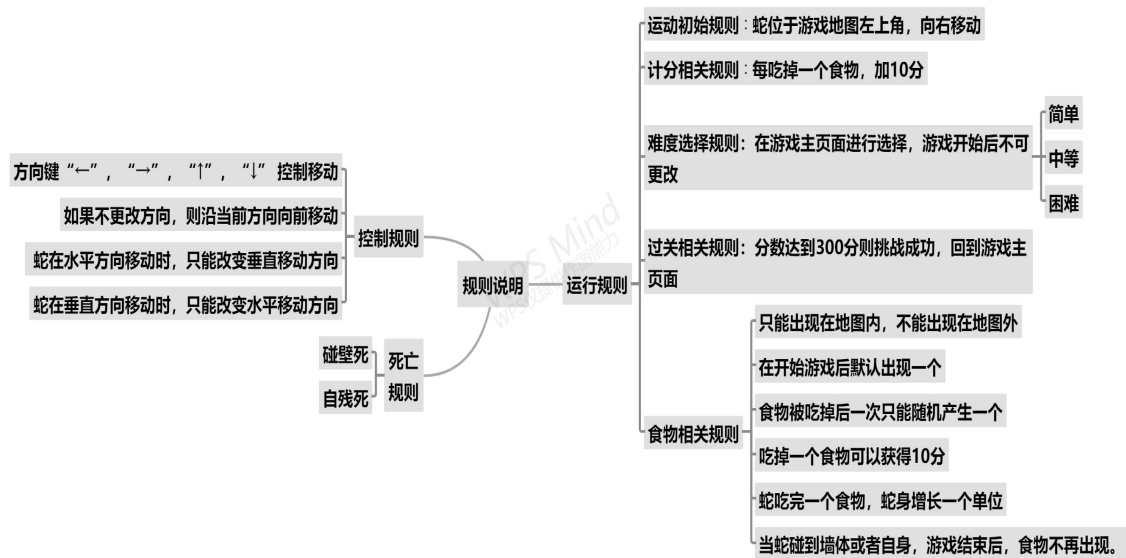 规则说明
控制规则
方向键“←”，“→”，“↑”，“↓” 控制移动
如果不更改方向，则沿当前方向向前移动
蛇在水平方向移动时，只能改变垂直移动方向
蛇在垂直方向移动时，只能改变水平移动方向
死亡
规则
碰壁死
自残死
运行规则
运动初始规则：蛇位于游戏地图左上角，向右移动
计分相关规则：每吃掉一个食物，加10分
难度选择规则：在游戏主页面进行选择，游戏开始后不可
更改
简单
中等
困难
过关相关规则：分数达到300分则挑战成功，回到游戏主
页面
食物相关规则
只能出现在地图内，不能出现在地图外
在开始游戏后默认出现一个
食物被吃掉后一次只能随机产生一个
吃掉一个食物可以获得10分
蛇吃完一个食物，蛇身增长一个单位
当蛇碰到墙体或者自身，游戏结束后，食物不再出现。
WPS Mind